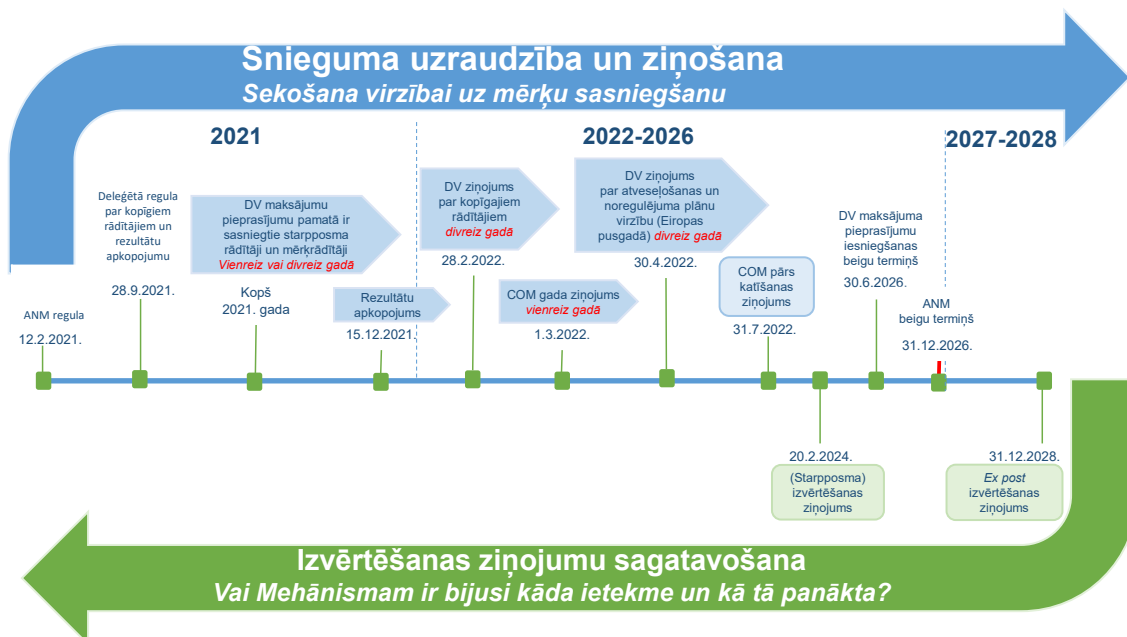 Snieguma uzraudzība un ziņošana
Sekošana virzībai uz mērķu sasniegšanu
2021
2022-2026
2027-2028
ANM regula
12.2.2021.
Deleģētā regula
par kopīgiem
rādītājiem un
rezultātu
apkopojumu
28.9.2021.
DV maksājumu
pieprasījumu pamatā ir
sasniegtie starpposma
rādītāji un mērķrādītāji
Vienreiz vai divreiz gadā
Kopš
2021. gada
Rezultātu
apkopojums
15.12.2021.
DV ziņojums
par kopīgajiem
rādītājiem
divreiz gadā
28.2.2022.
COM gada ziņojums
vienreiz gadā
1.3.2022.
DV ziņojums
par atveseļošanas un
noregulējuma plānu
virzību (Eiropas
pusgadā) divreiz gadā
30.4.2022.
COM pārs
katīšanas
ziņojums
31.7.2022.
DV maksājuma
pieprasījumu
iesniegšanas
beigu termiņš
30.6.2026.
ANM
beigu termiņš
31.12.2026.
20.2.2024.
(Starpposma)
izvērtēšanas
ziņojums
31.12.2028.
Ex post
izvērtēšanas
ziņojums
Izvērtēšanas ziņojumu sagatavošana
Vai Mehānismam ir bijusi kāda ietekme un kā tā panākta?